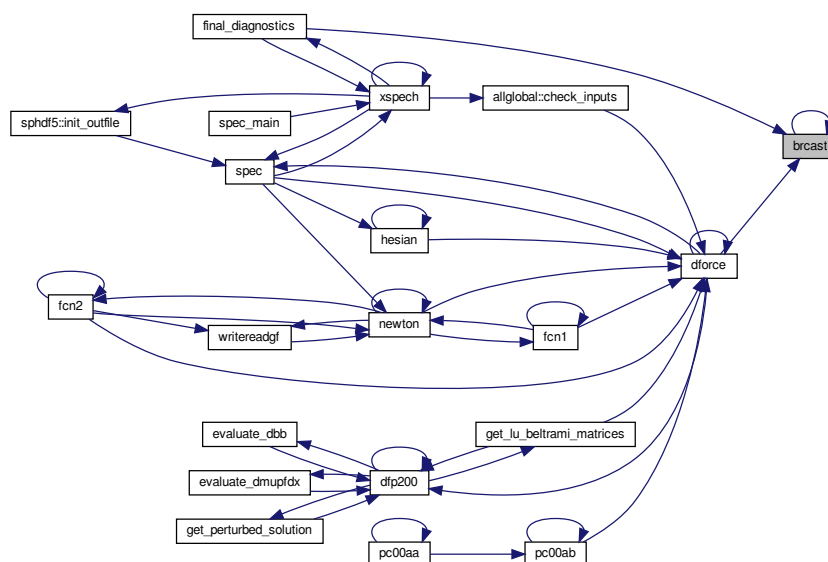 final_diagnostics
xspech
allglobal::check_inputs
sphdf5::init_outfile
spec_main
brcast
spec
hesian
dforce
fcn2
newton
writereadgf
fcn1
evaluate_dbb
get_lu_beltrami_matrices
evaluate_dmupfdx
dfp200
get_perturbed_solution
pc00aa
pc00ab